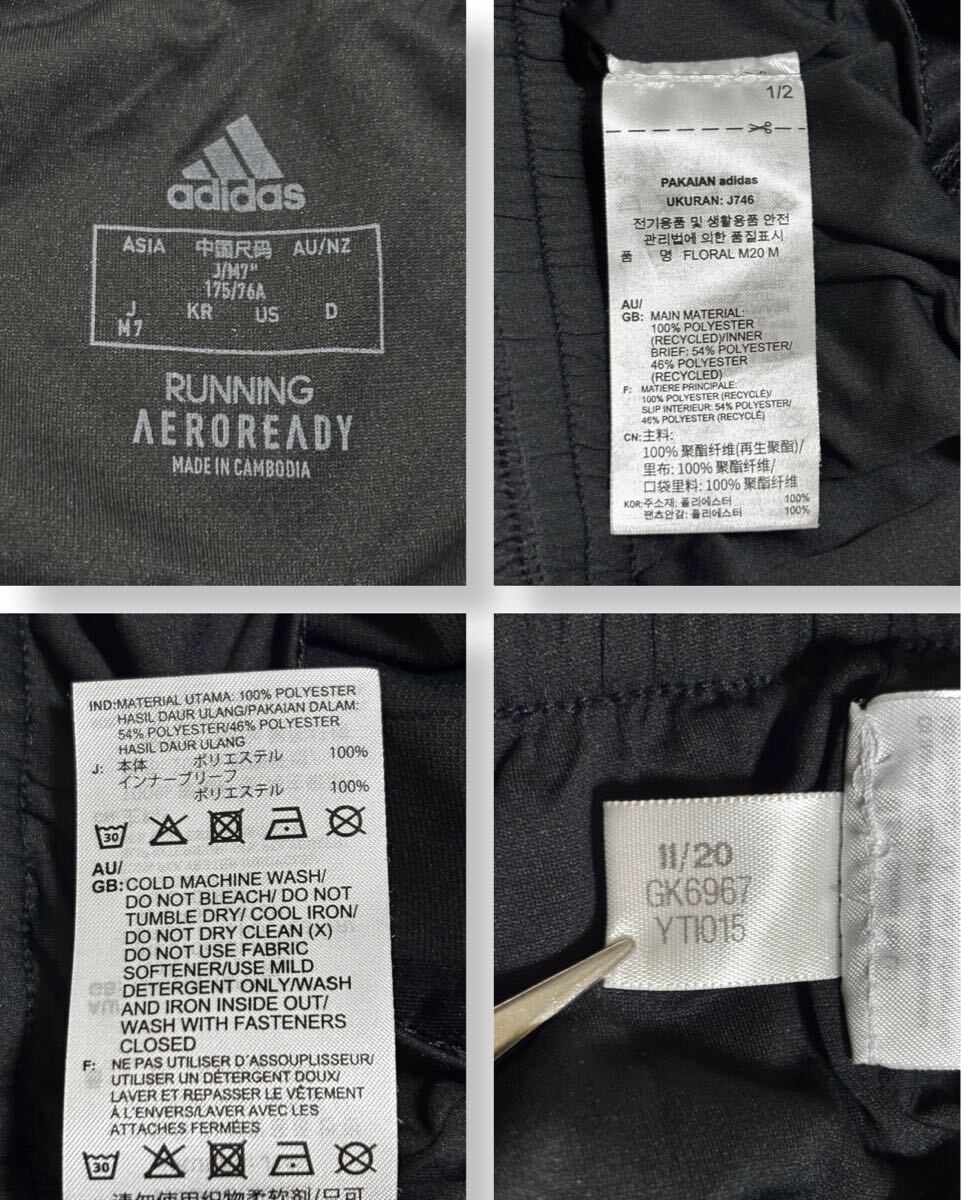 adidas
ASIA 中国尺码 AU/NZ
J/M7"
175/76A
J KR US D
M7
RUNNING
AEROREADY
MADE IN CAMBODIA
1/2
PAKAIAN adidas
UKURAN: J746
전기용품 및 생활용품 안전
관리법에 의한 품질표시
품 명 FLORAL M20 M
AU/
GB: MAIN MATERIAL:
100% POLYESTER
(RECYCLED)/INNER
BRIEF: 54% POLYESTER/
46% POLYESTER
(RECYCLED)
F: MATIERE PRINCIPALE:
100% POLYESTER (RECYCLÉ)/
SLIP INTERIEUR: 54% POLYESTER/
46% POLYESTER (RECYCLÉ)
CN:主料:
100% 聚酯纤维(再生聚酯)/
里布: 100% 聚酯纤维/
口袋里料: 100% 聚酯纤维
KOR:주소재: 폴리에스터 100%
팬츠안감: 폴리에스터 100%
IND:MATERIAL UTAMA: 100% POLYESTER
HASIL DAUR ULANG/PAKAIAN DALAM:
54% POLYESTER/46% POLYESTER
HASIL DAUR ULANG
J: 本体 ポリエステル 100%
インナーブリーフ
ポリエステル 100%
30
AU/
GB:COLD MACHINE WASH/
DO NOT BLEACH/ DO NOT
TUMBLE DRY/ COOL IRON/
DO NOT DRY CLEAN (X)
DO NOT USE FABRIC
SOFTENER/USE MILD
DETERGENT ONLY/WASH
AND IRON INSIDE OUT/
WASH WITH FASTENERS
CLOSED
F: NE PAS UTILISER D'ASSOUPLISSEUR/
UTILISER UN DÉTERGENT DOUX/
LAVER ET REPASSER LE VÊTEMENT
À L'ENVERS/LAVER AVEC LES
ATTACHES FERMÉES
30
请勿使用织物柔软剂/只可
11/20
GK6967
YTI015